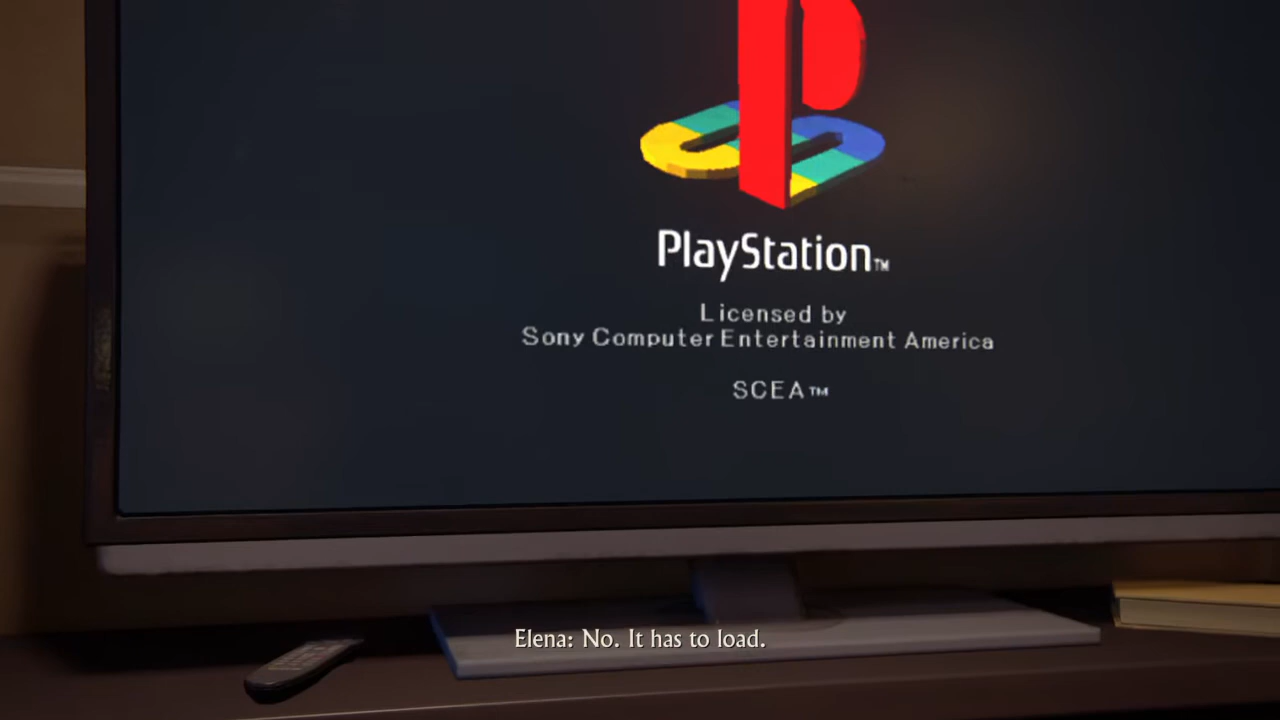 PlayStation™
Licensed by
Sony Computer Entertainment America
SCEA™
Elena: No. It has to load.